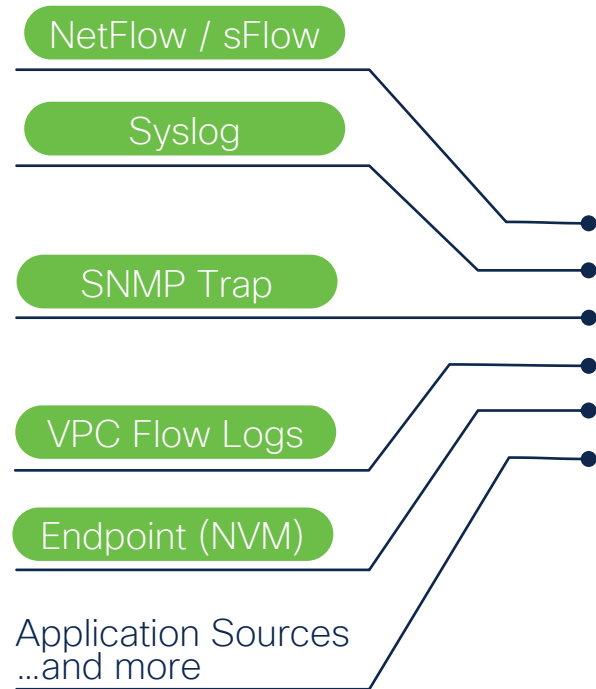 NetFlow / sFlow
Syslog
SNMP Trap
VPC Flow Logs
Endpoint (NVM)
Application Sources
...and more